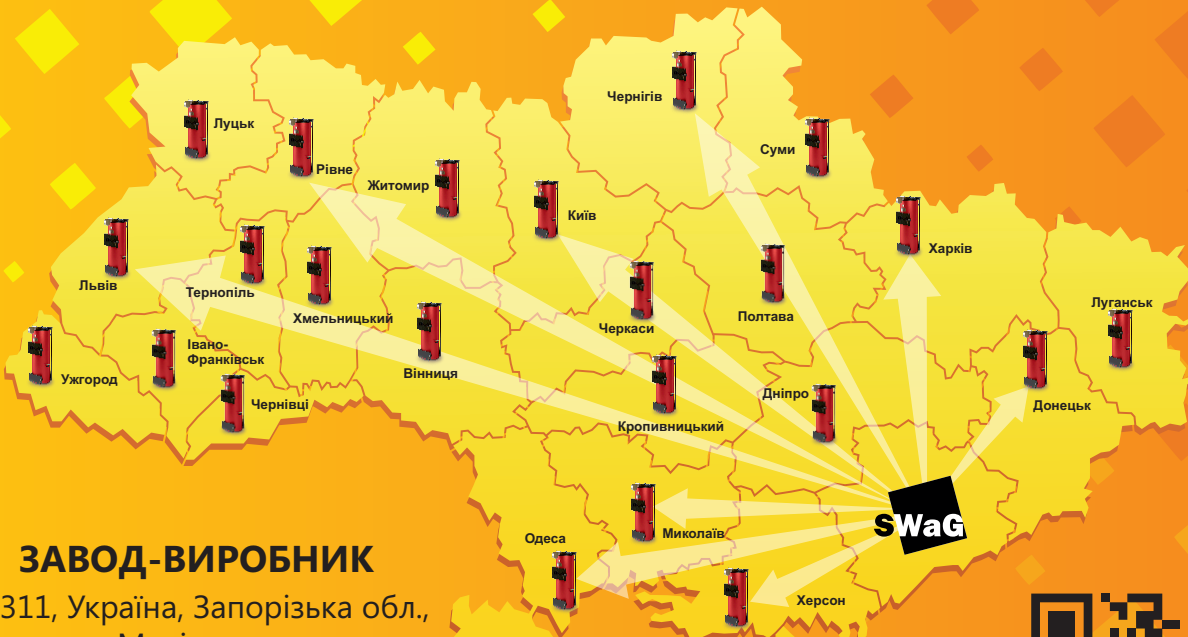 Чернігів
Луцьк
Суми
Рівне
Житомир
Київ
Харків
Львів
Тернопіль
Хмельницький
Луганськ
Полтава
Черкаси
Івано-
Франківськ
Вінниця
Ужгород
Дніпро
Чернівці
Донецьк
Кропивницький
SWaG
Миколаїв
Одеса
Херсон
ЗАВОД-ВИРОБНИК
311, Україна, Запорізька обл.,